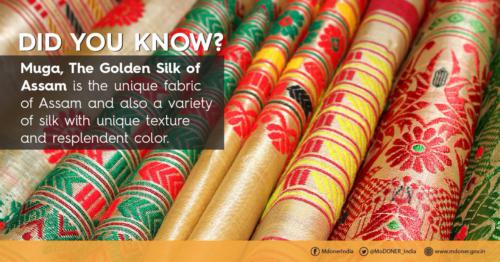 DID YOU KNOW?
Muga, The Golden Silk of
Assam is the unique fabric
of Assam and also a variety
of silk with unique texture
and resplendent color.
MdonerIndia @MoDONER_India www.mdoner.gov.in